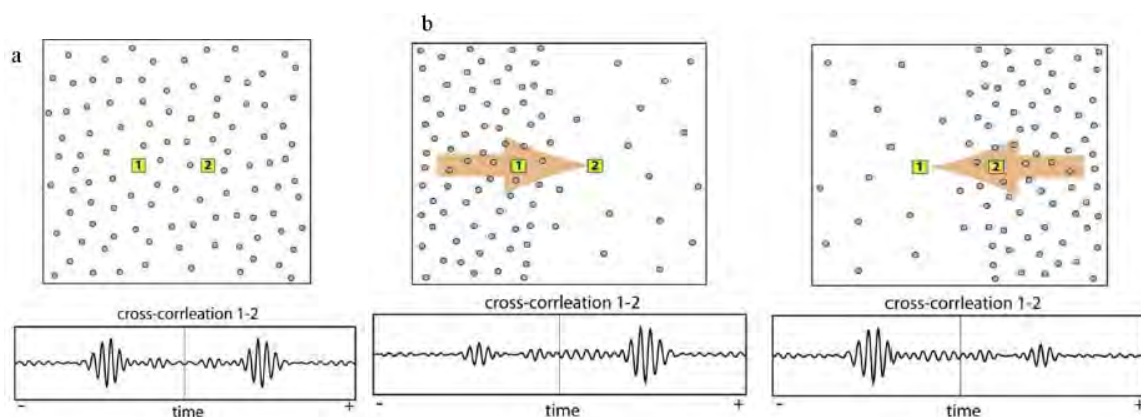 b
a
1 2
1 2
1 2
cross-corrleation 1-2
cross-corrleation 1-2
cross-corrleation 1-2
- time +
- time +
- time +